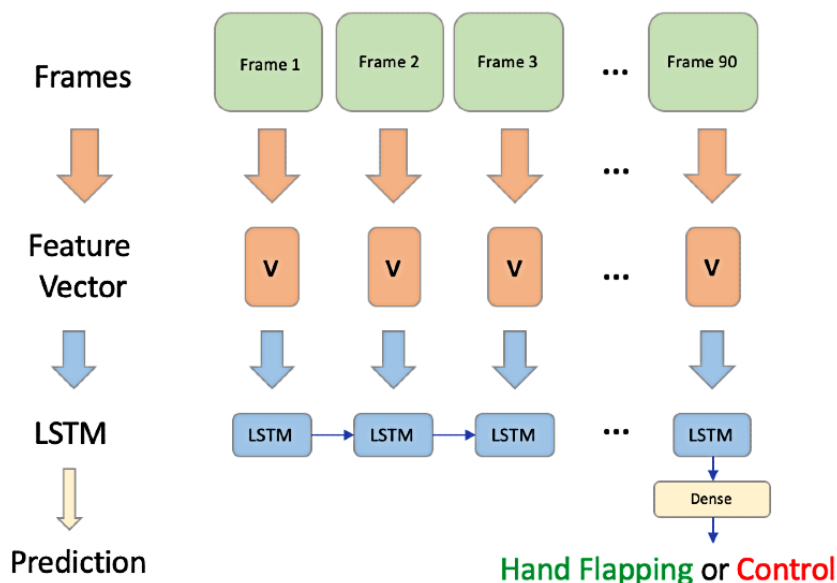 Frames
Frame 1
Frame 2
Frame 3
...
Frame 90
...
Feature
Vector
V
V
V
...
V
LSTM
LSTM
LSTM
LSTM
...
LSTM
Dense
Prediction
Hand Flapping or Control